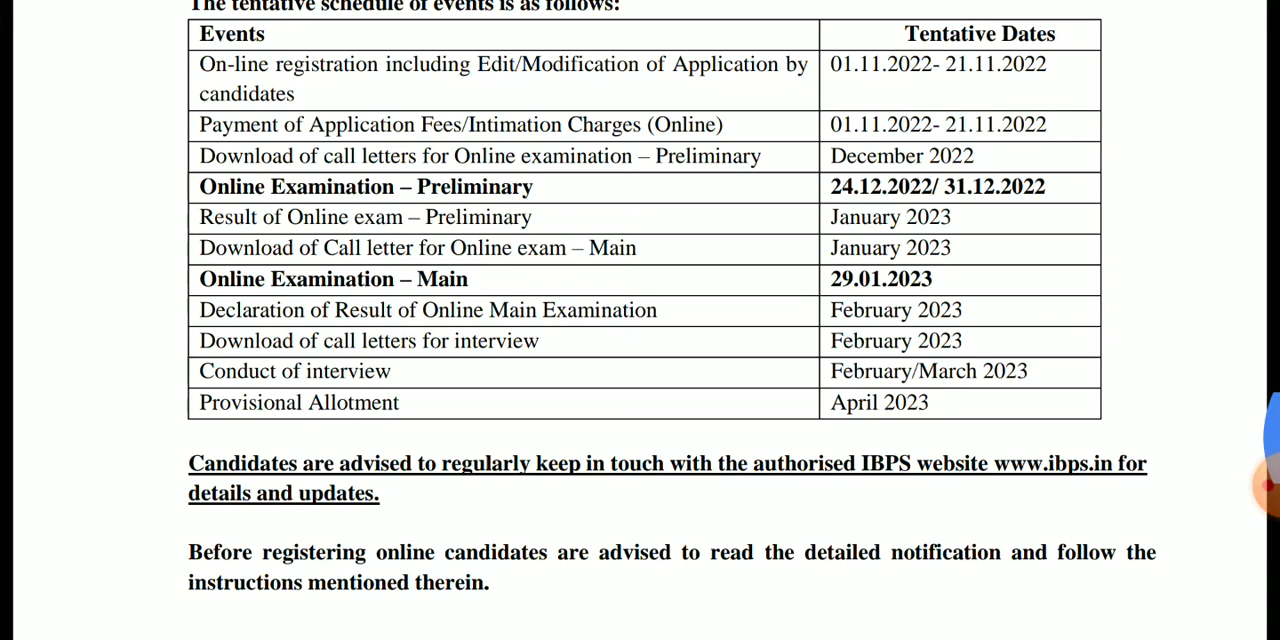 The tentative schedule of events is as follows:
Events Tentative Dates
On-line registration including Edit/Modification of Application by 01.11.2022- 21.11.2022
candidates
Payment of Application Fees/Intimation Charges (Online) 01.11.2022- 21.11.2022
Download of call letters for Online examination – Preliminary December 2022
Online Examination – Preliminary 24.12.2022/ 31.12.2022
Result of Online exam – Preliminary January 2023
Download of Call letter for Online exam – Main January 2023
Online Examination – Main 29.01.2023
Declaration of Result of Online Main Examination February 2023
Download of call letters for interview February 2023
Conduct of interview February/March 2023
Provisional Allotment April 2023
Candidates are advised to regularly keep in touch with the authorised IBPS website www.ibps.in for
details and updates.
Before registering online candidates are advised to read the detailed notification and follow the
instructions mentioned therein.